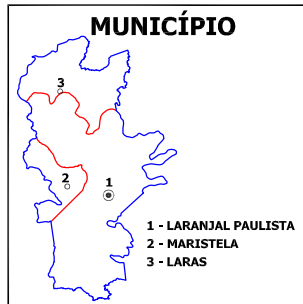 MUNICÍPIO
3
2
1
1 - LARANJAL PAULISTA
2 - MARISTELA
3 - LARAS